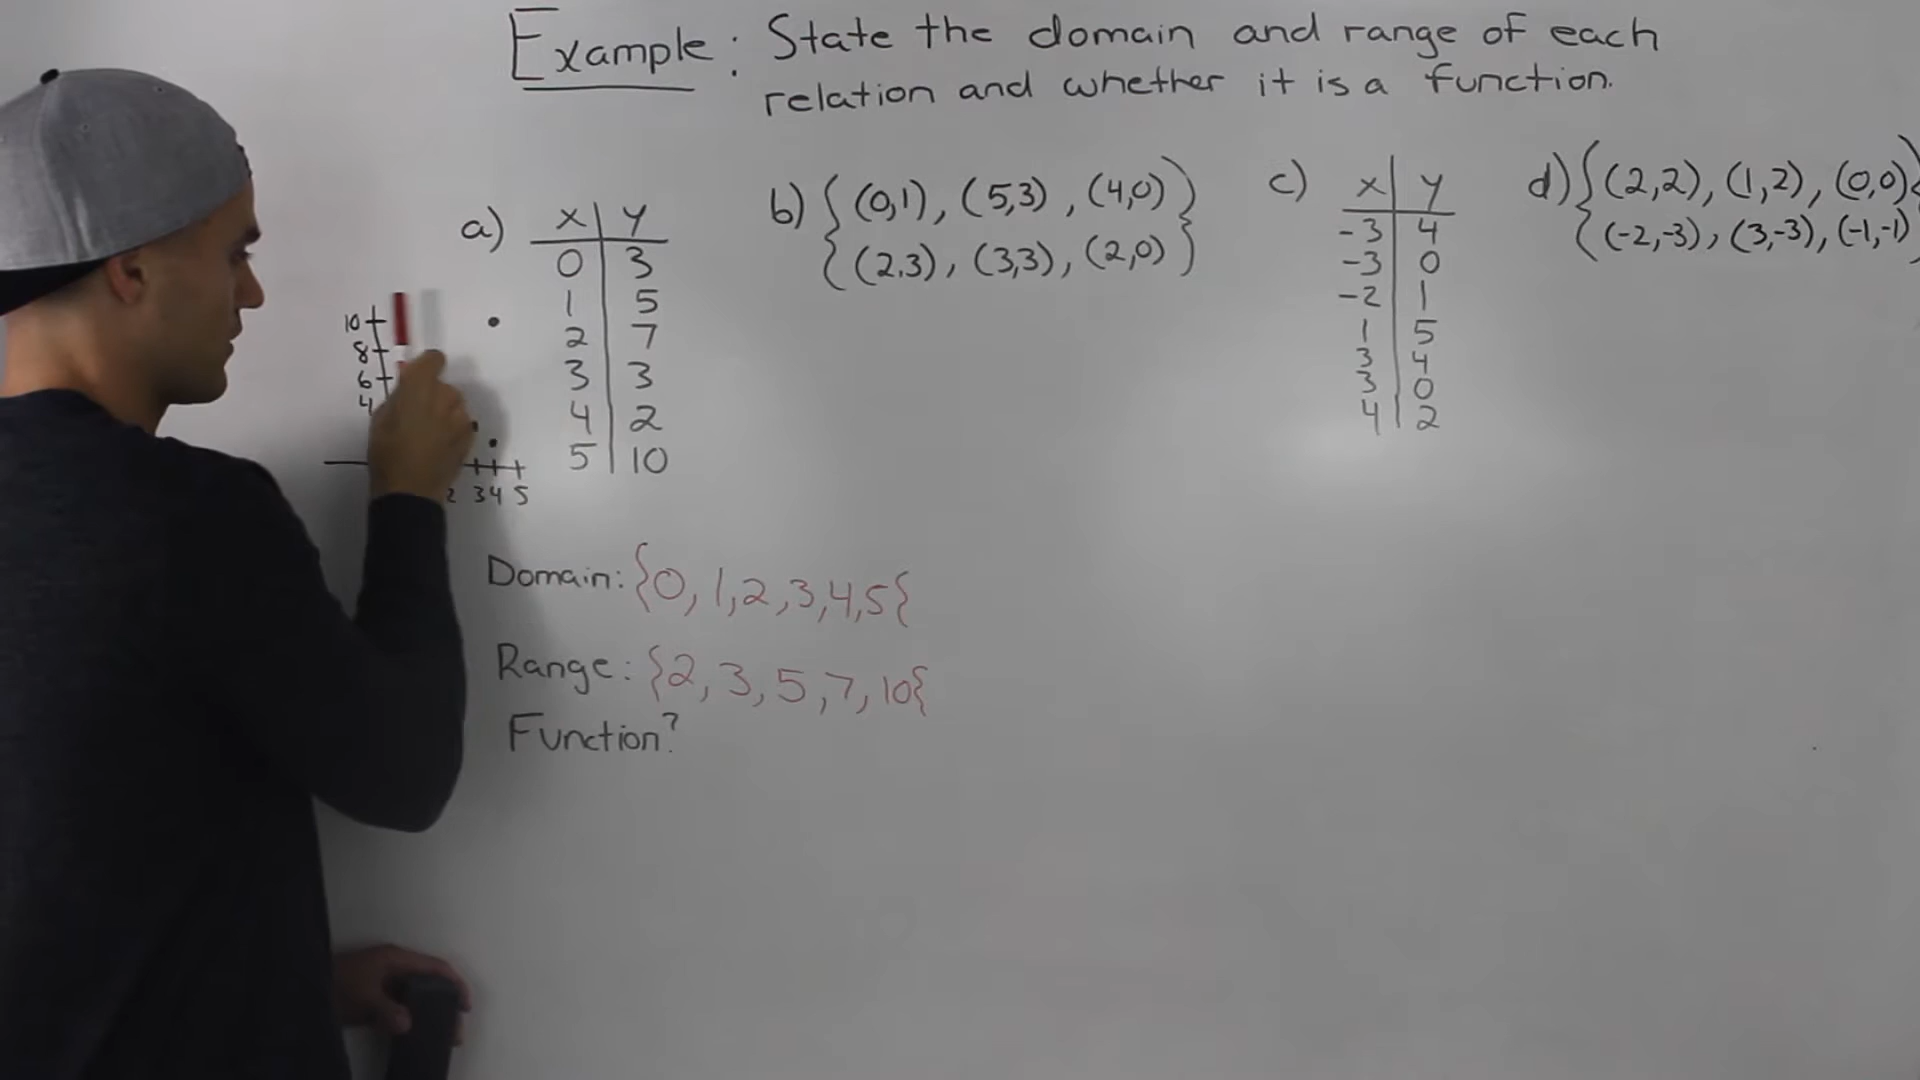 Example: State the domain and range of each
relation and whether it is a function.
a) x | y
0 | 3
1 | 5
2 | 7
3 | 3
4 | 2
5 | 10
10
8
6
4
2 3 4 5
b) {(0,1), (5,3), (4,0)
(2,3), (3,3), (2,0)}
c) x | y
-3 | 4
-3 | 0
-2 | 1
1 | 5
3 | 4
3 | 0
4 | 2
d) {(2,2), (1,2), (0,0)
(-2,-3), (3,-3), (-1,-1)
Domain: {0, 1, 2, 3, 4, 5{
Range: {2, 3, 5, 7, 10{
Function?